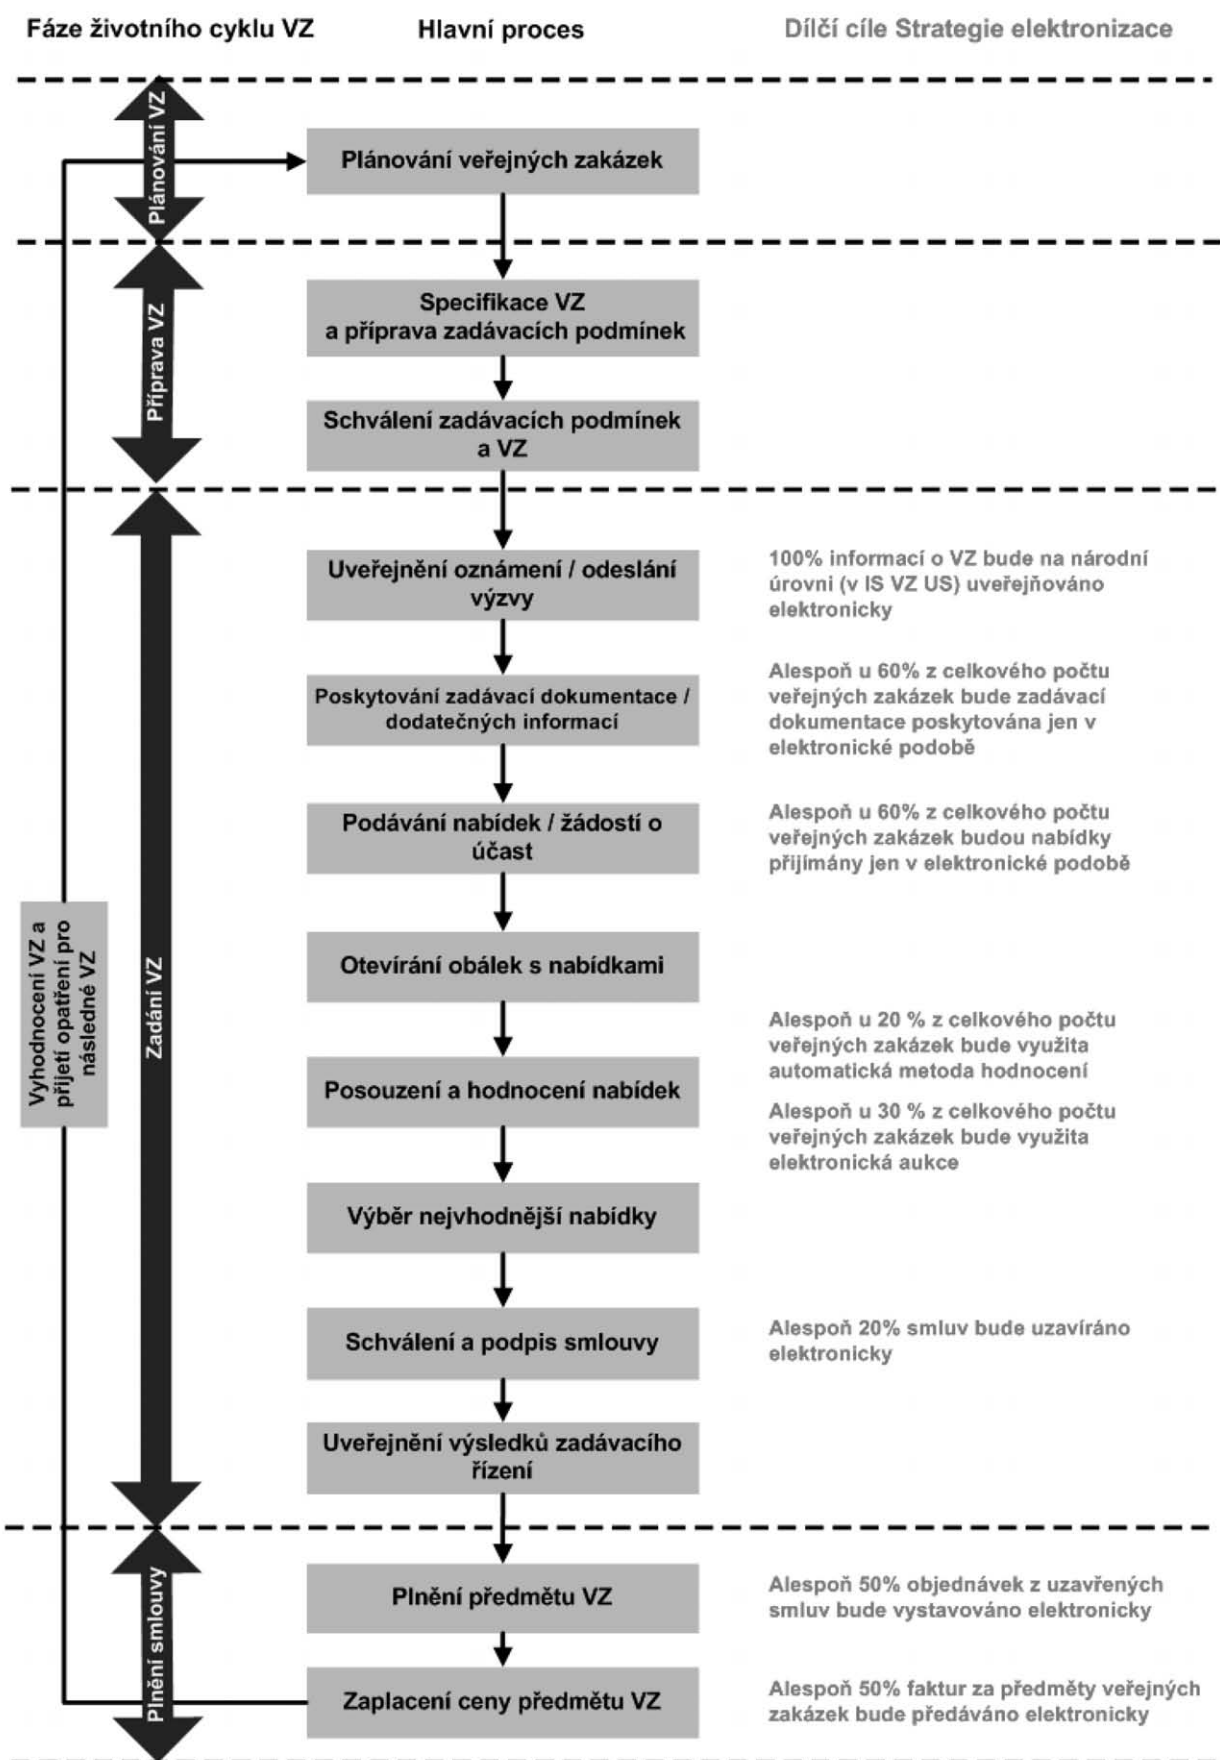 Fáze životního cyklu VZ
Hlavní proces
Dílčí cíle Strategie elektronizace
Plánování VZ
Plánování veřejných zakázek
Příprava VZ
Specifikace VZ
a příprava zadávacích podmínek
Schválení zadávacích podmínek
a VZ
Zadání VZ
Uveřejnění oznámení / odeslání
výzvy
100% informací o VZ bude na národní
úrovni (v IS VZ US) uveřejňováno
elektronicky
Poskytování zadávací dokumentace /
dodatečných informací
Alespoň u 60% z celkového počtu
veřejných zakázek bude zadávací
dokumentace poskytována jen v
elektronické podobě
Podávání nabídek / žádostí o
účast
Alespoň u 60% z celkového počtu
veřejných zakázek budou nabídky
přijímány jen v elektronické podobě
Vyhodnocení VZ a
přijetí opatření pro
následné VZ
Otevírání obálek s nabídkami
Posouzení a hodnocení nabídek
Alespoň u 20 % z celkového počtu
veřejných zakázek bude využita
automatická metoda hodnocení
Alespoň u 30 % z celkového počtu
veřejných zakázek bude využita
elektronická aukce
Výběr nejvhodnější nabídky
Schválení a podpis smlouvy
Alespoň 20% smluv bude uzavíráno
elektronicky
Uveřejnění výsledků zadávacího
řízení
Plnění smlouvy
Plnění předmětu VZ
Alespoň 50% objednávek z uzavřených
smluv bude vystavováno elektronicky
Zaplacení ceny předmětu VZ
Alespoň 50% faktur za předměty veřejných
zakázek bude předáváno elektronicky